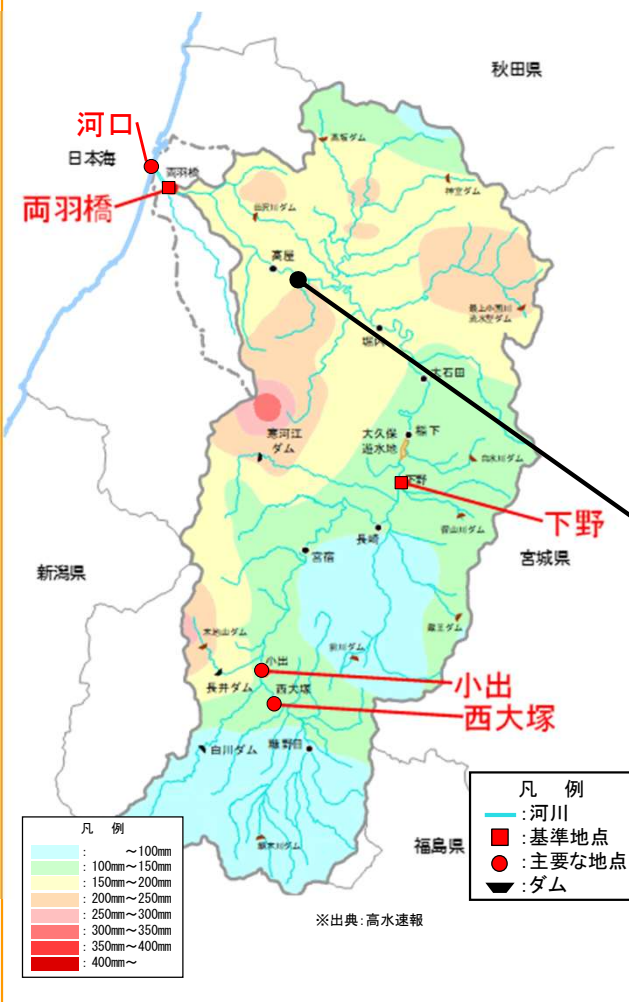 秋田県
河口
日本海
両羽橋
両羽橋
高坂ダム
神室ダム
田沢川ダム
高屋
最上小国川
流水型ダム
堀内
大石田
寒河江
ダム
大久保
遊水地
稲下
白水川ダム
下野
下野
留山川ダム
長崎
宮宿
宮城県
新潟県
蔵王ダム
木地山ダム
前川ダム
小出
長井ダム
西大塚
小出
西大塚
白川ダム
糠野目
綱木川ダム
福島県
凡 例
: ~100mm
: 100mm~150mm
: 150mm~200mm
: 200mm~250mm
: 250mm~300mm
: 300mm~350mm
: 350mm~400mm
: 400mm~
凡 例
:河川
:基準地点
:主要な地点
:ダム
※出典:高水速報